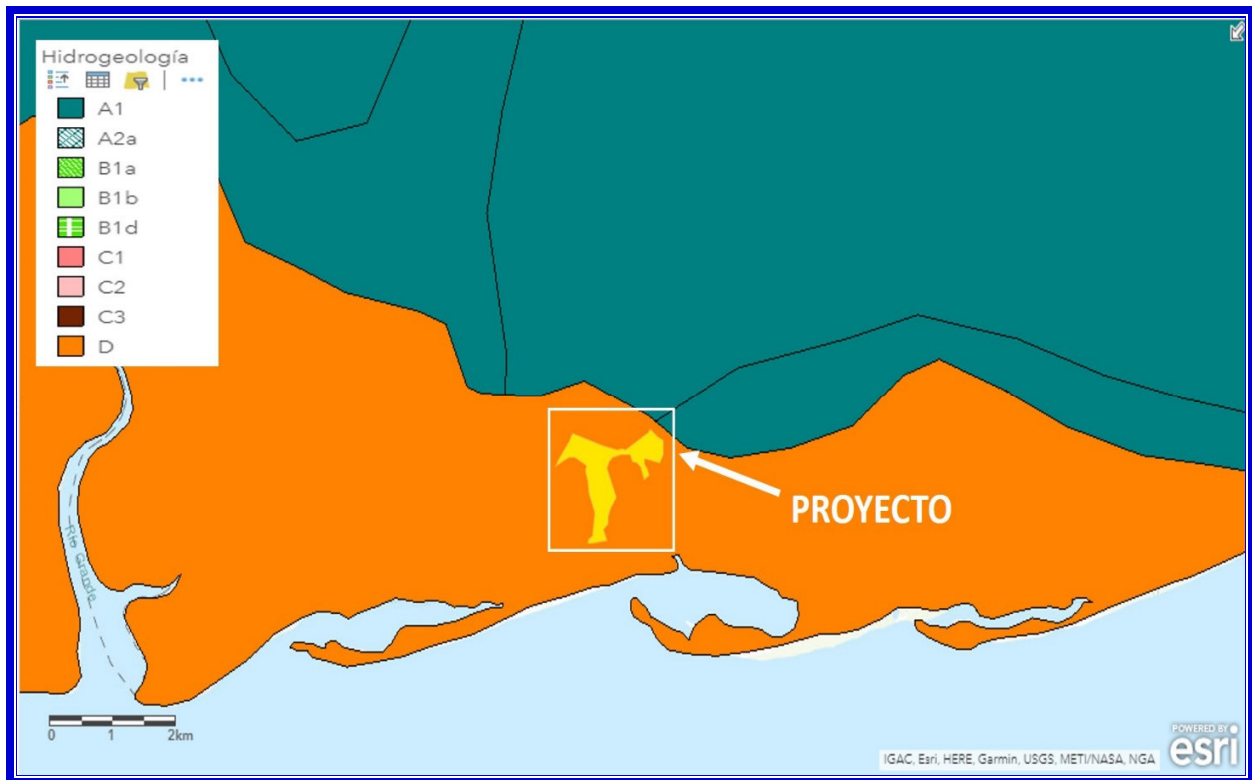 Hidrogeología
A1
A2a
B1a
B1b
B1d
C1
C2
C3
D
PROYECTO
Río Grande
0 1 2km
IGAC, Esri, HERE, Garmin, USGS, METI/NASA, NGA
POWERED BY
esri